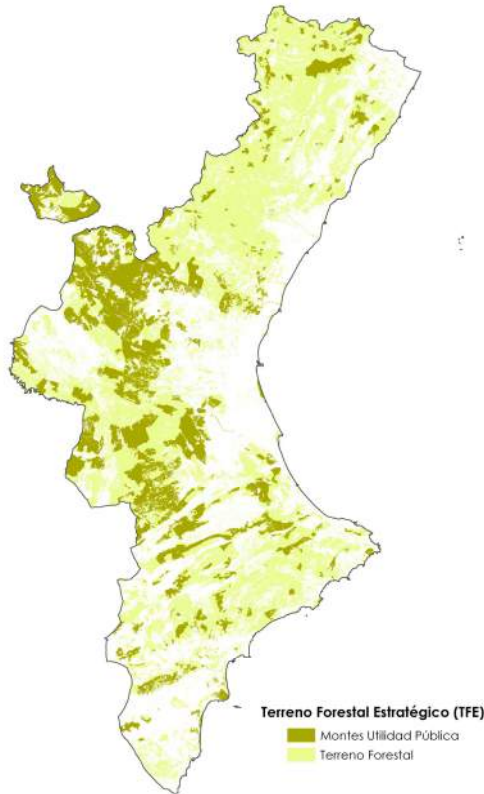 Terreno Forestal Estratégico (TFE)
Montes Utilidad Pública
Terreno Forestal